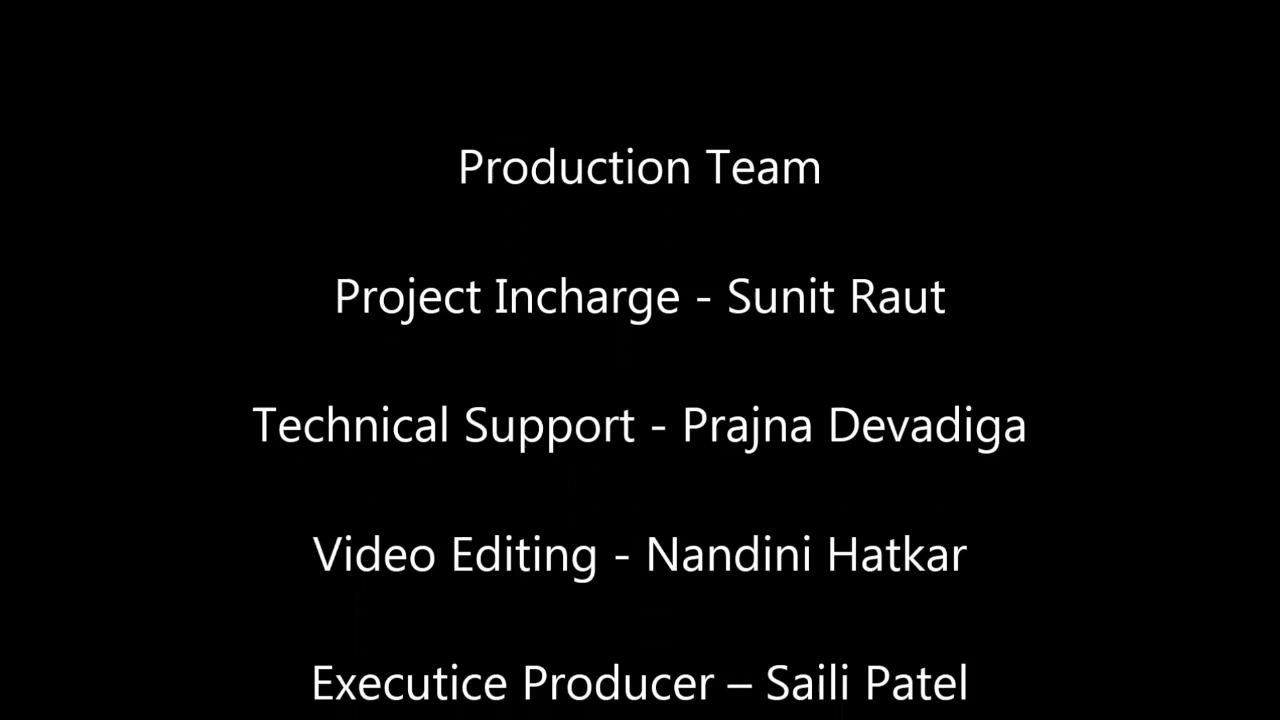 Production Team
Project Incharge - Sunit Raut
Technical Support - Prajna Devadiga
Video Editing - Nandini Hatkar
Executice Producer – Saili Patel